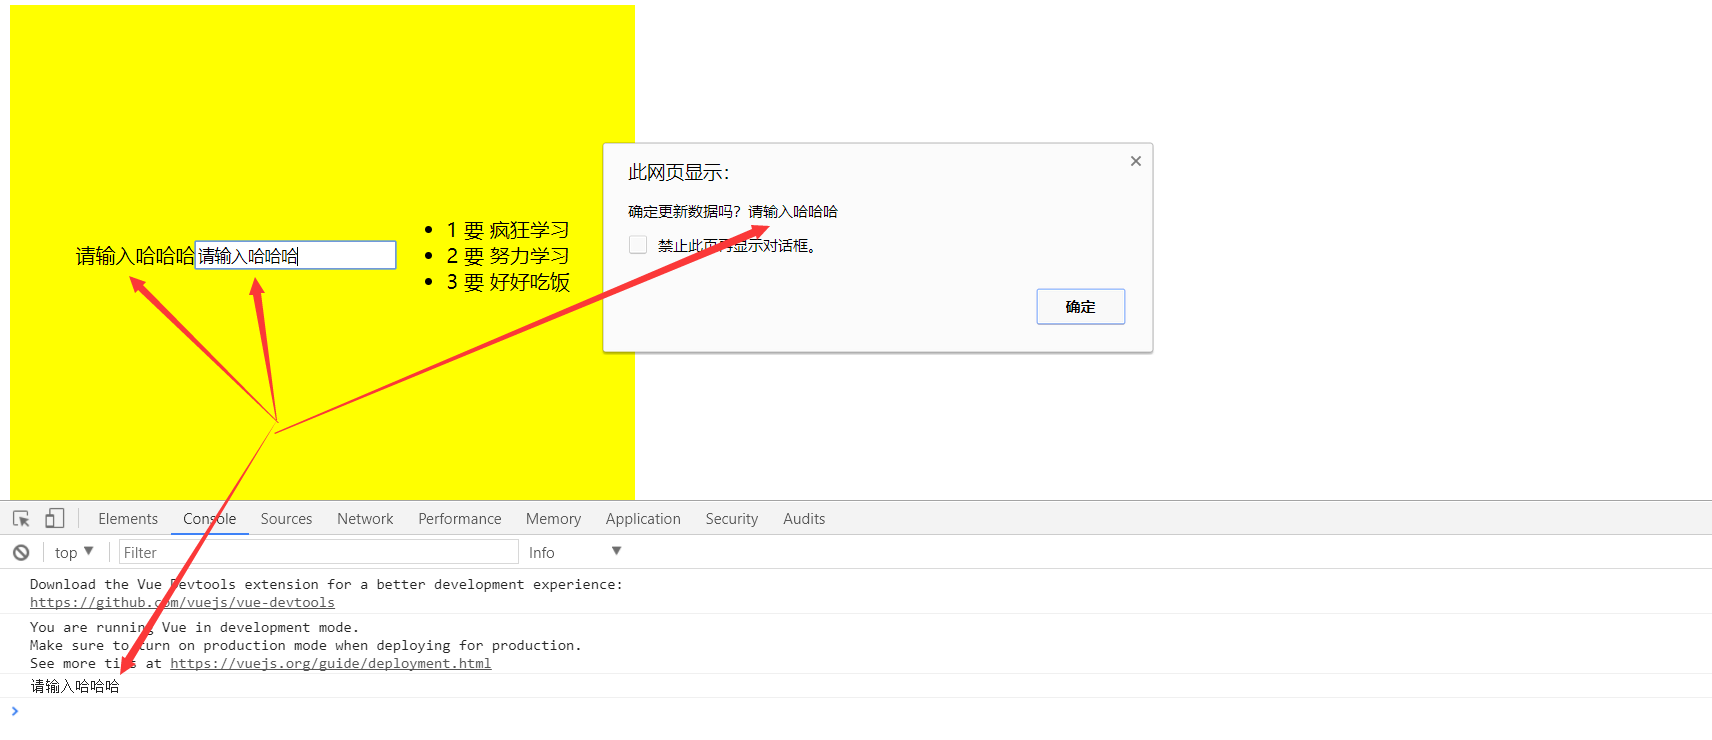 此网页显示：
确定更新数据吗？请输入哈哈哈
禁止此页再显示对话框。
确定
请输入哈哈哈
请输入哈哈哈
1 要 疯狂学习
2 要 努力学习
3 要 好好吃饭
Elements Console Sources Network Performance Memory Application Security Audits
top Filter Info
Download the Vue Devtools extension for a better development experience:
https://github.com/vuejs/vue-devtools
You are running Vue in development mode.
Make sure to turn on production mode when deploying for production.
See more tips at https://vuejs.org/guide/deployment.html
请输入哈哈哈